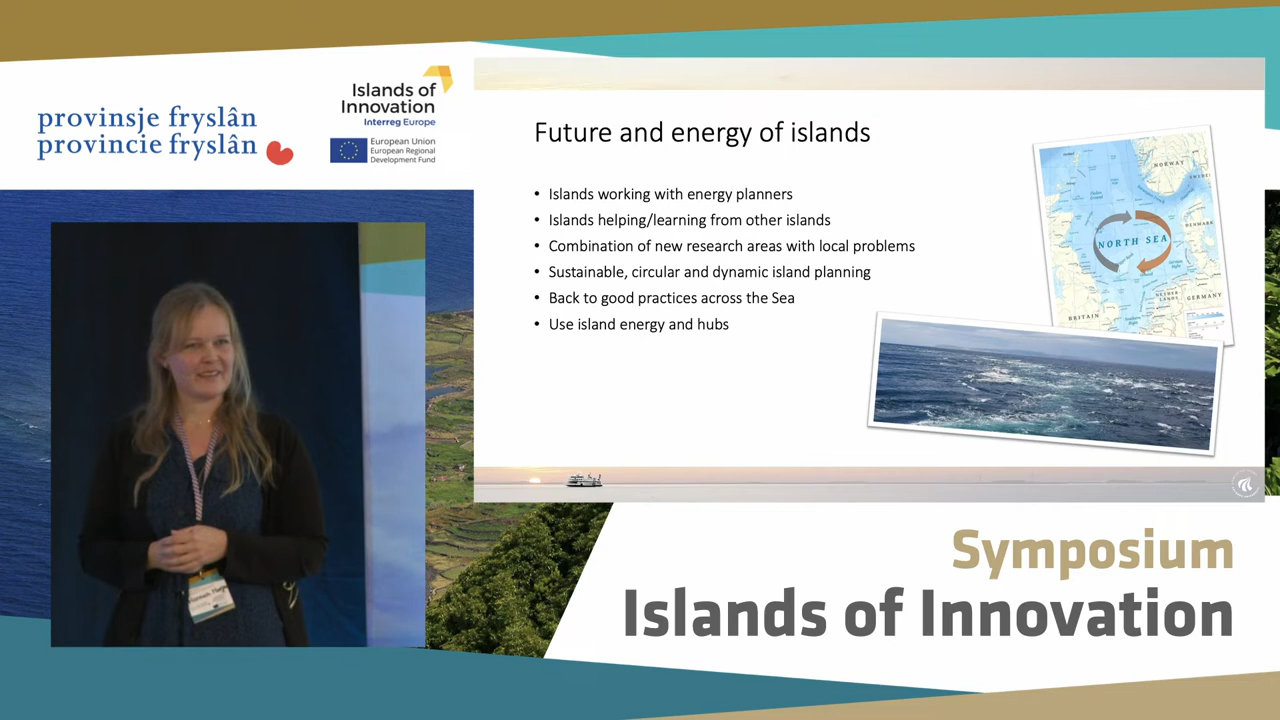 provinsje fryslân
provincie fryslân
Islands of
Innovation
Interreg Europe
European Union
European Regional
Development Fund
Future and energy of islands
• Islands working with energy planners
• Islands helping/learning from other islands
• Combination of new research areas with local problems
• Sustainable, circular and dynamic island planning
• Back to good practices across the Sea
• Use island energy and hubs
NORWAY
DENMARK
NORTH SEA
GERMANY
BRITAIN
Symposium
Islands of Innovation